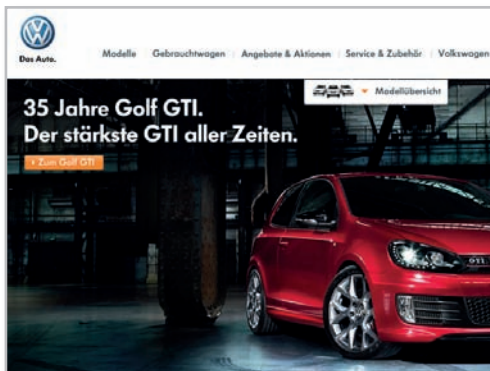 Das Auto.
Modelle Gebrauchtwagen Angebote & Aktionen Service & Zubehör Volkswagen
Modellübersicht
35 Jahre Golf GTI.
Der stärkste GTI aller Zeiten.
Zum Golf GTI
GTI